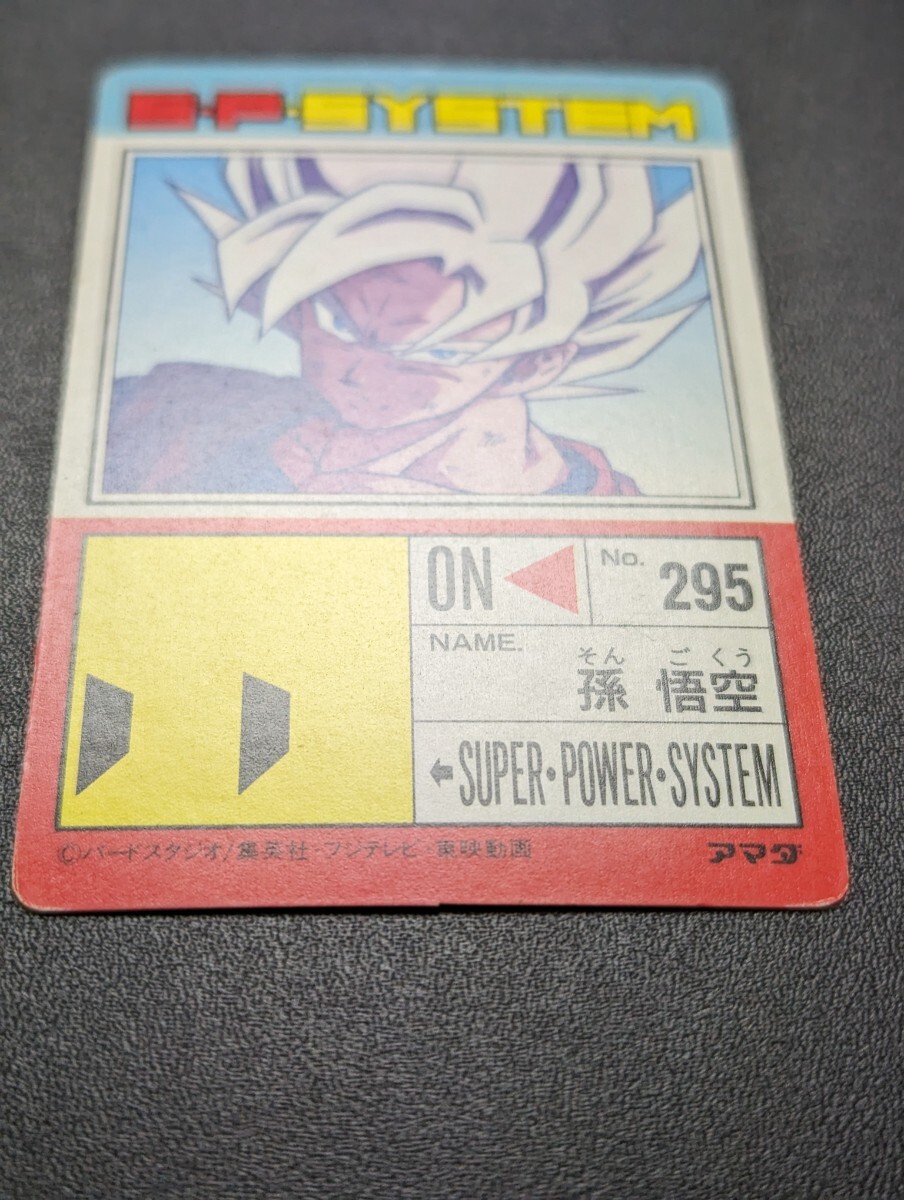 S·P·SYSTEM
ON
No.
295
NAME.
そん ご くう
孫 悟空
SUPER・POWER・SYSTEM
©バードスタジオ/集英社・フジテレビ・東映動画
アマダ